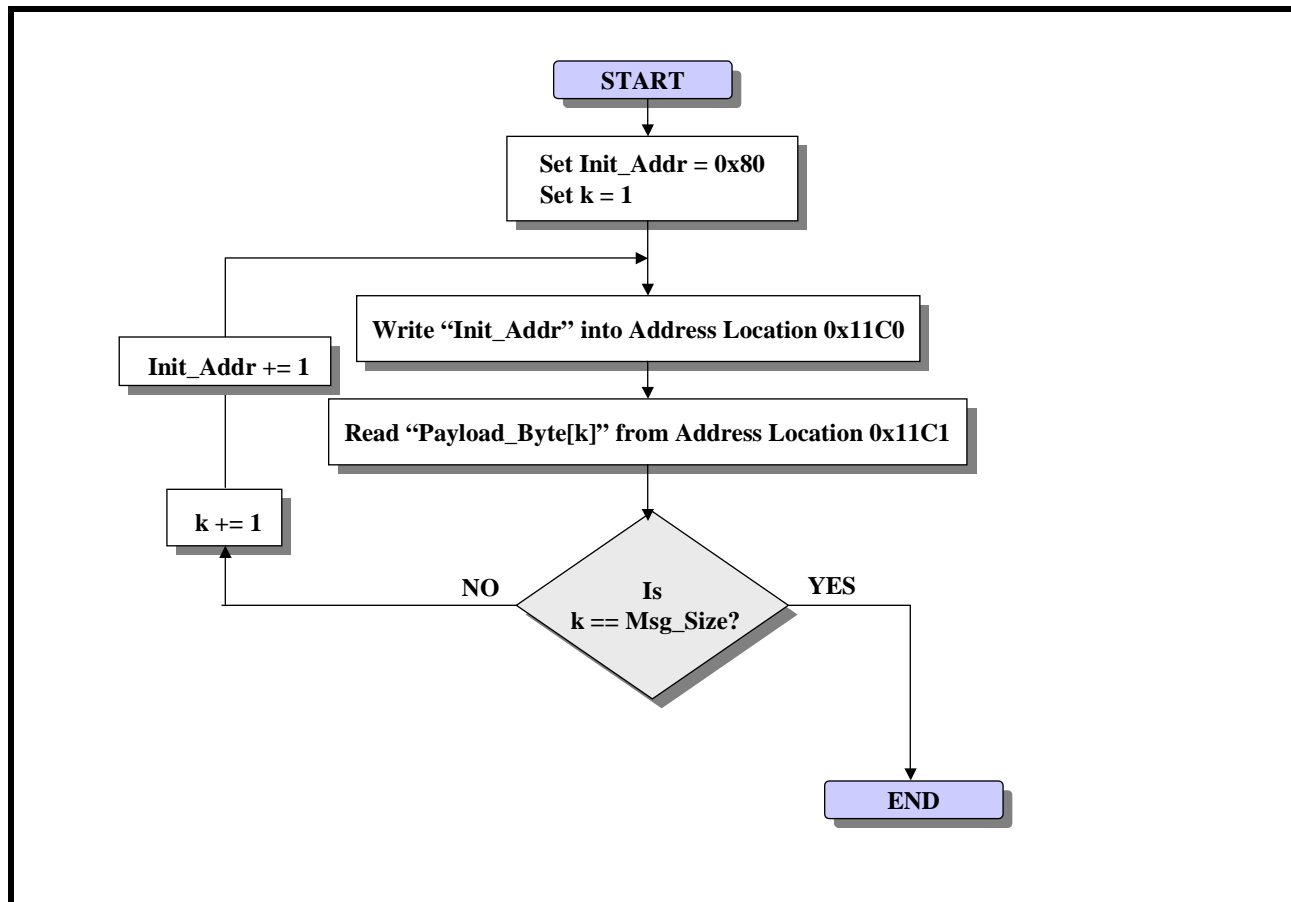 START
Set Init_Addr = 0x80
Set k = 1
Write “Init_Addr” into Address Location 0x11C0
Init_Addr += 1
Read “Payload_Byte[k]” from Address Location 0x11C1
k += 1
NO
YES
Is
k == Msg_Size?
END